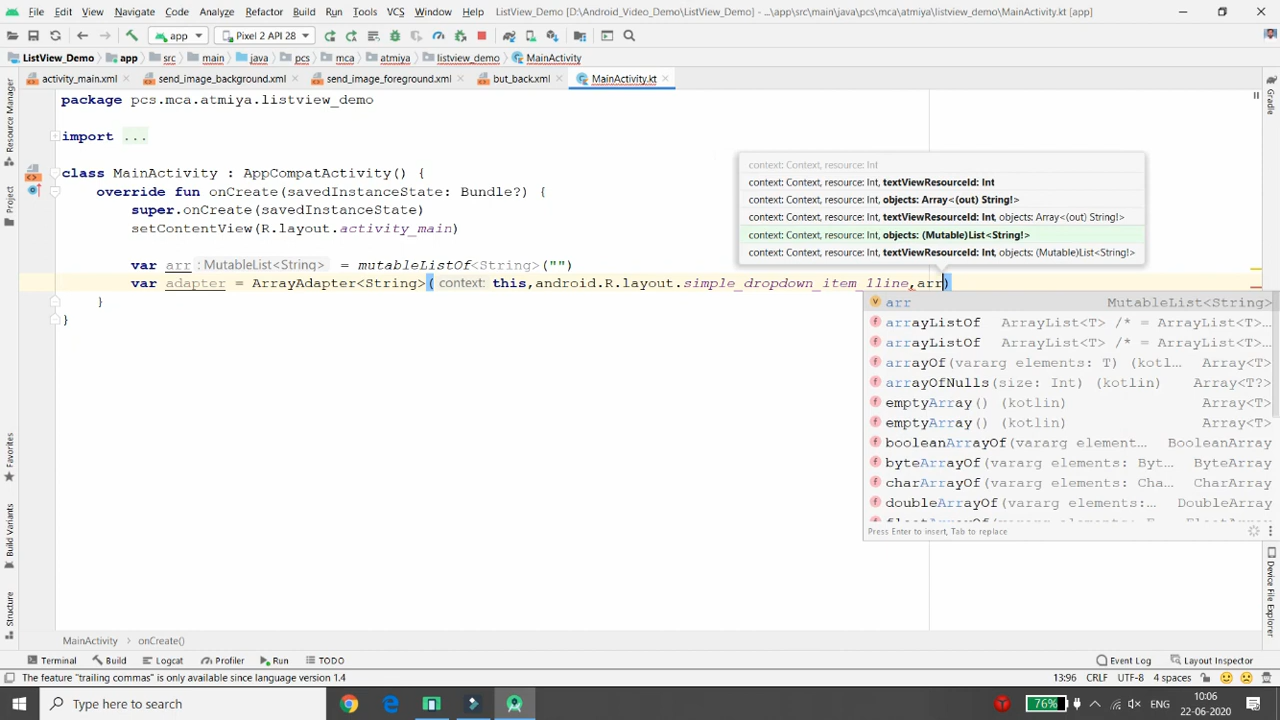 File Edit View Navigate Code Analyze Refactor Build Run Tools VCS Window Help ListView_Demo [D:\Android_Video_Demo\ListView_Demo] - ...\app\src\main\java\pcs\mca\atmiya\listview_demo\MainActivity.kt [app]
app Pixel 2 API 28
ListView_Demo app src main java pcs mca atmiya listview_demo MainActivity
activity_main.xml send_image_background.xml send_image_foreground.xml but_back.xml MainActivity.kt
Resource Manager
Project
Favorites
Build Variants
Structure
Gradle
Device File Explorer
package pcs.mca.atmiya.listview_demo
import ...
class MainActivity : AppCompatActivity() {
override fun onCreate(savedInstanceState: Bundle?) {
super.onCreate(savedInstanceState)
setContentView(R.layout.activity_main)
var arr : MutableList<String> = mutableListOf<String>("")
var adapter = ArrayAdapter<String>( context: this,android.R.layout.simple_dropdown_item_1line,arr)
}
}
context: Context, resource: Int
context: Context, resource: Int, textViewResourceId: Int
context: Context, resource: Int, objects: Array<(out) String!>
context: Context, resource: Int, textViewResourceId: Int, objects: Array<(out) String!>
context: Context, resource: Int, objects: (Mutable)List<String!>
context: Context, resource: Int, textViewResourceId: Int, objects: (Mutable)List<String!>
arr MutableList<String>
arrayListOf ArrayList<T> /* = ArrayList<T>...
arrayListOf ArrayList<T> /* = ArrayList<T>...
arrayOf(vararg elements: T) (kotl... Array<T>
arrayOfNulls(size: Int) (kotlin) Array<T?>
emptyArray() (kotlin) Array<T>
emptyArray() (kotlin) Array<T>
booleanArrayOf(vararg element... BooleanArray
byteArrayOf(vararg elements: Byt... ByteArray
charArrayOf(vararg elements: Cha... CharArray
doubleArrayOf(vararg elements:... DoubleArray
Press Enter to insert, Tab to replace
MainActivity onCreate()
Terminal Build Logcat Profiler Run TODO Event Log Layout Inspector
The feature "trailing commas" is only available since language version 1.4 13:96 CRLF UTF-8 4 spaces
Type here to search 76% ENG 10:06
22-06-2020